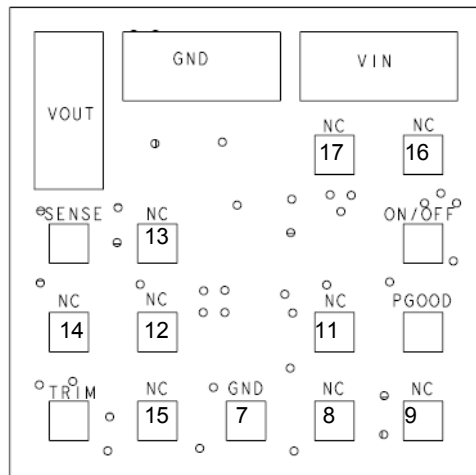 GND
VIN
VOUT
NC NC
17 16
SENSE NC ON/OFF
13
NC NC NC PGOOD
14 12 11
TRIM NC GND NC NC
15 7 8 9